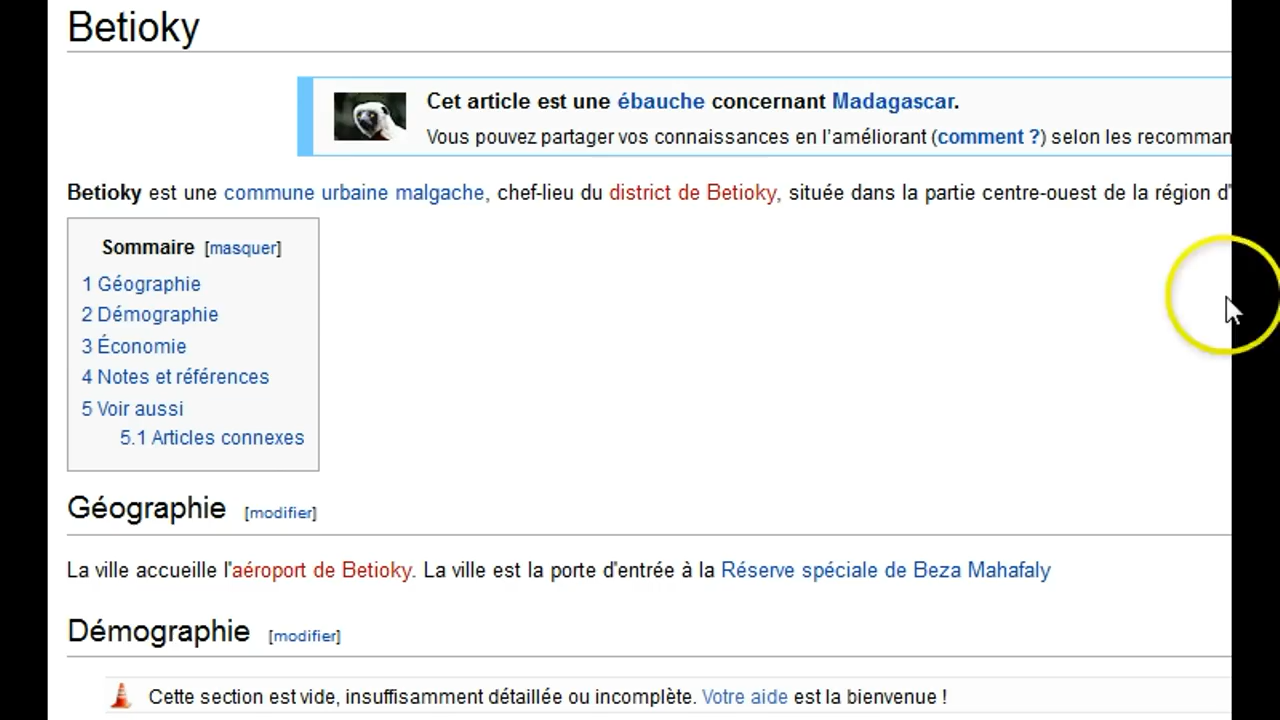 Betioky
Cet article est une ébauche concernant Madagascar.
Vous pouvez partager vos connaissances en l'améliorant (comment ?) selon les recomman
Betioky est une commune urbaine malgache, chef-lieu du district de Betioky, située dans la partie centre-ouest de la région d'
Sommaire [masquer]
1 Géographie
2 Démographie
3 Économie
4 Notes et références
5 Voir aussi
5.1 Articles connexes
Géographie [modifier]
La ville accueille l'aéroport de Betioky. La ville est la porte d'entrée à la Réserve spéciale de Beza Mahafaly
Démographie [modifier]
Cette section est vide, insuffisamment détaillée ou incomplète. Votre aide est la bienvenue !